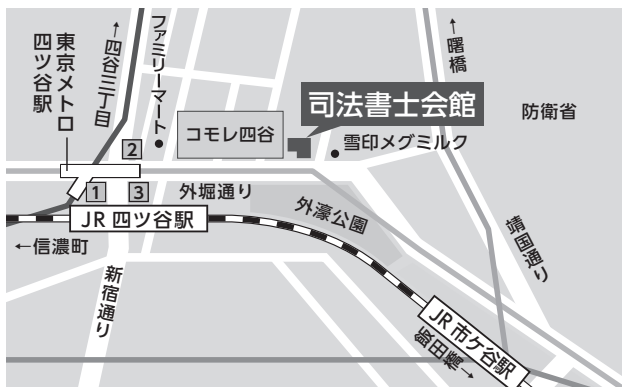 東京メトロ
四ツ谷駅
←四谷三丁目
ファミリーマート
コモレ四谷
司法書士会館
雪印メグミルク
←曙橋
防衛省
2
1
3
外堀通り
JR 四ツ谷駅
外濠公園
←信濃町
新宿通り
靖国通り
JR 市ケ谷駅
飯田橋→